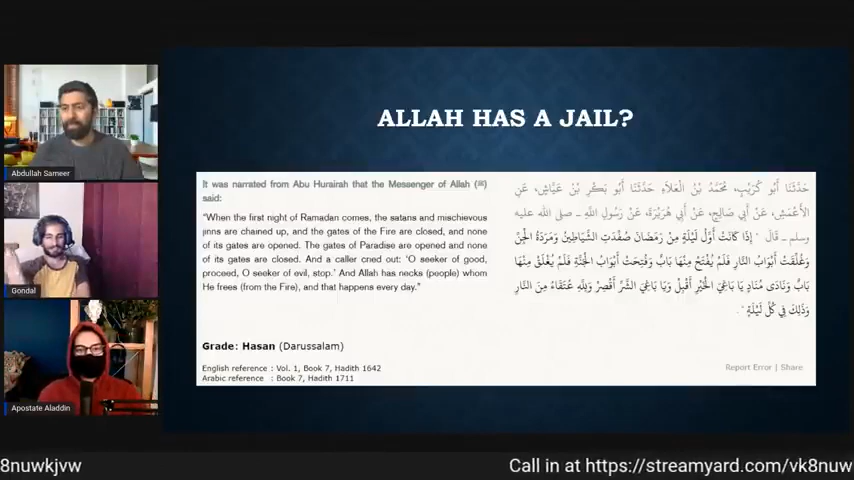 ALLAH HAS A JAIL?
Abdullah Sameer
Gondal
Apostate Aladdin
It was narrated from Abu Hurairah that the Messenger of Allah (ﷺ)
said:
"When the first night of Ramadan comes, the satans and mischievous
jinns are chained up, and the gates of the Fire are closed, and none
of its gates are opened. The gates of Paradise are opened and none
of its gates are closed. And a caller cried out: 'O seeker of good,
proceed, O seeker of evil, stop.' And Allah has necks (people) whom
He frees (from the Fire), and that happens every day."
حَدَّثَنَا أَبُو كُرَيْبٍ، مُحَمَّدُ بْنُ الْعَلاَءِ حَدَّثَنَا أَبُو بَكْرِ بْنُ عَيَّاشٍ، عَنِ
الأَعْمَشِ، عَنْ أَبِي صَالِحٍ، عَنْ أَبِي هُرَيْرَةَ، عَنْ رَسُولِ اللَّهِ ـ صلى الله عليه
وسلم ـ قَالَ ‏"‏ إِذَا كَانَتْ أَوَّلُ لَيْلَةٍ مِنْ رَمَضَانَ صُفِّدَتِ الشَّيَاطِينُ وَمَرَدَةُ الْجِنِّ
وَغُلِّقَتْ أَبْوَابُ النَّارِ فَلَمْ يُفْتَحْ مِنْهَا بَابٌ وَفُتِحَتْ أَبْوَابُ الْجَنَّةِ فَلَمْ يُغْلَقْ مِنْهَا
بَابٌ وَنَادَى مُنَادٍ يَا بَاغِيَ الْخَيْرِ أَقْبِلْ وَيَا بَاغِيَ الشَّرِّ أَقْصِرْ وَلِلَّهِ عُتَقَاءُ مِنَ النَّارِ
وَذَلِكَ فِي كُلِّ لَيْلَةٍ ‏"‏ ‏.‏
Grade: Hasan (Darussalam)
English reference : Vol. 1, Book 7, Hadith 1642
Arabic reference : Book 7, Hadith 1711
Report Error | Share
8nuwkjvw
Call in at https://streamyard.com/vk8nuw